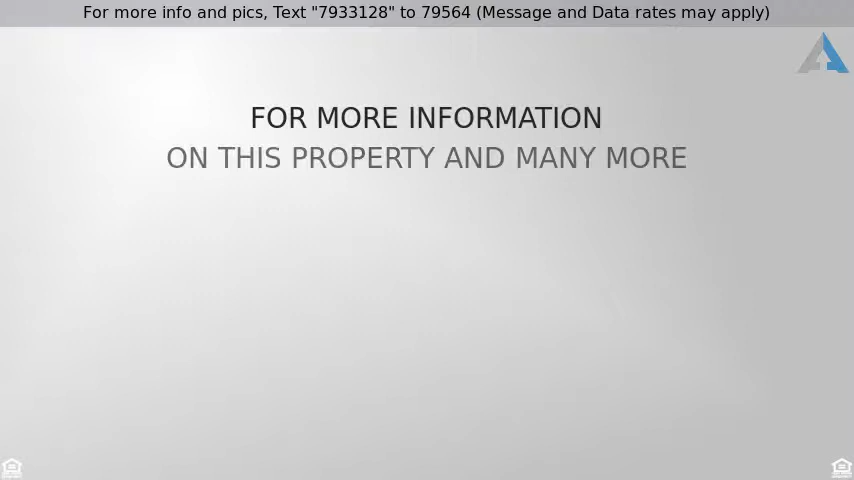 For more info and pics, Text "7933128" to 79564 (Message and Data rates may apply)
FOR MORE INFORMATION
ON THIS PROPERTY AND MANY MORE